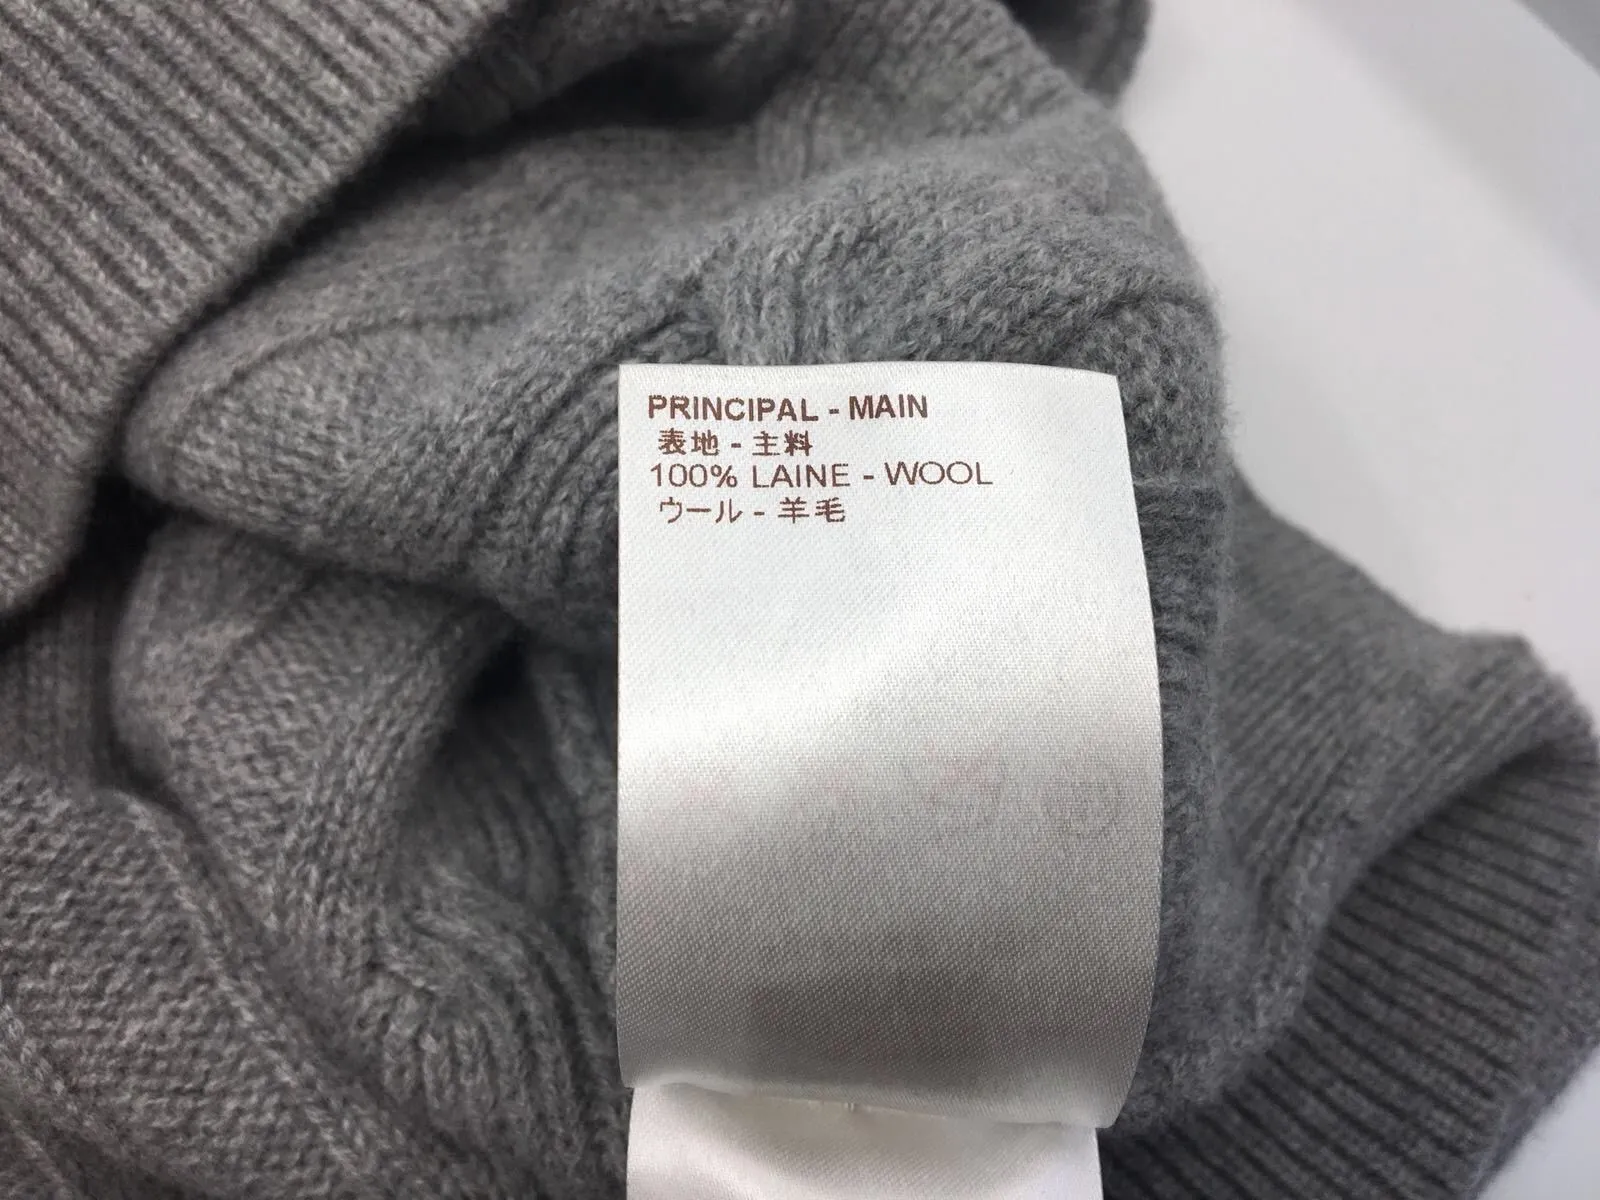 PRINCIPAL - MAIN
表地 - 主料
100% LAINE - WOOL
ウール - 羊毛